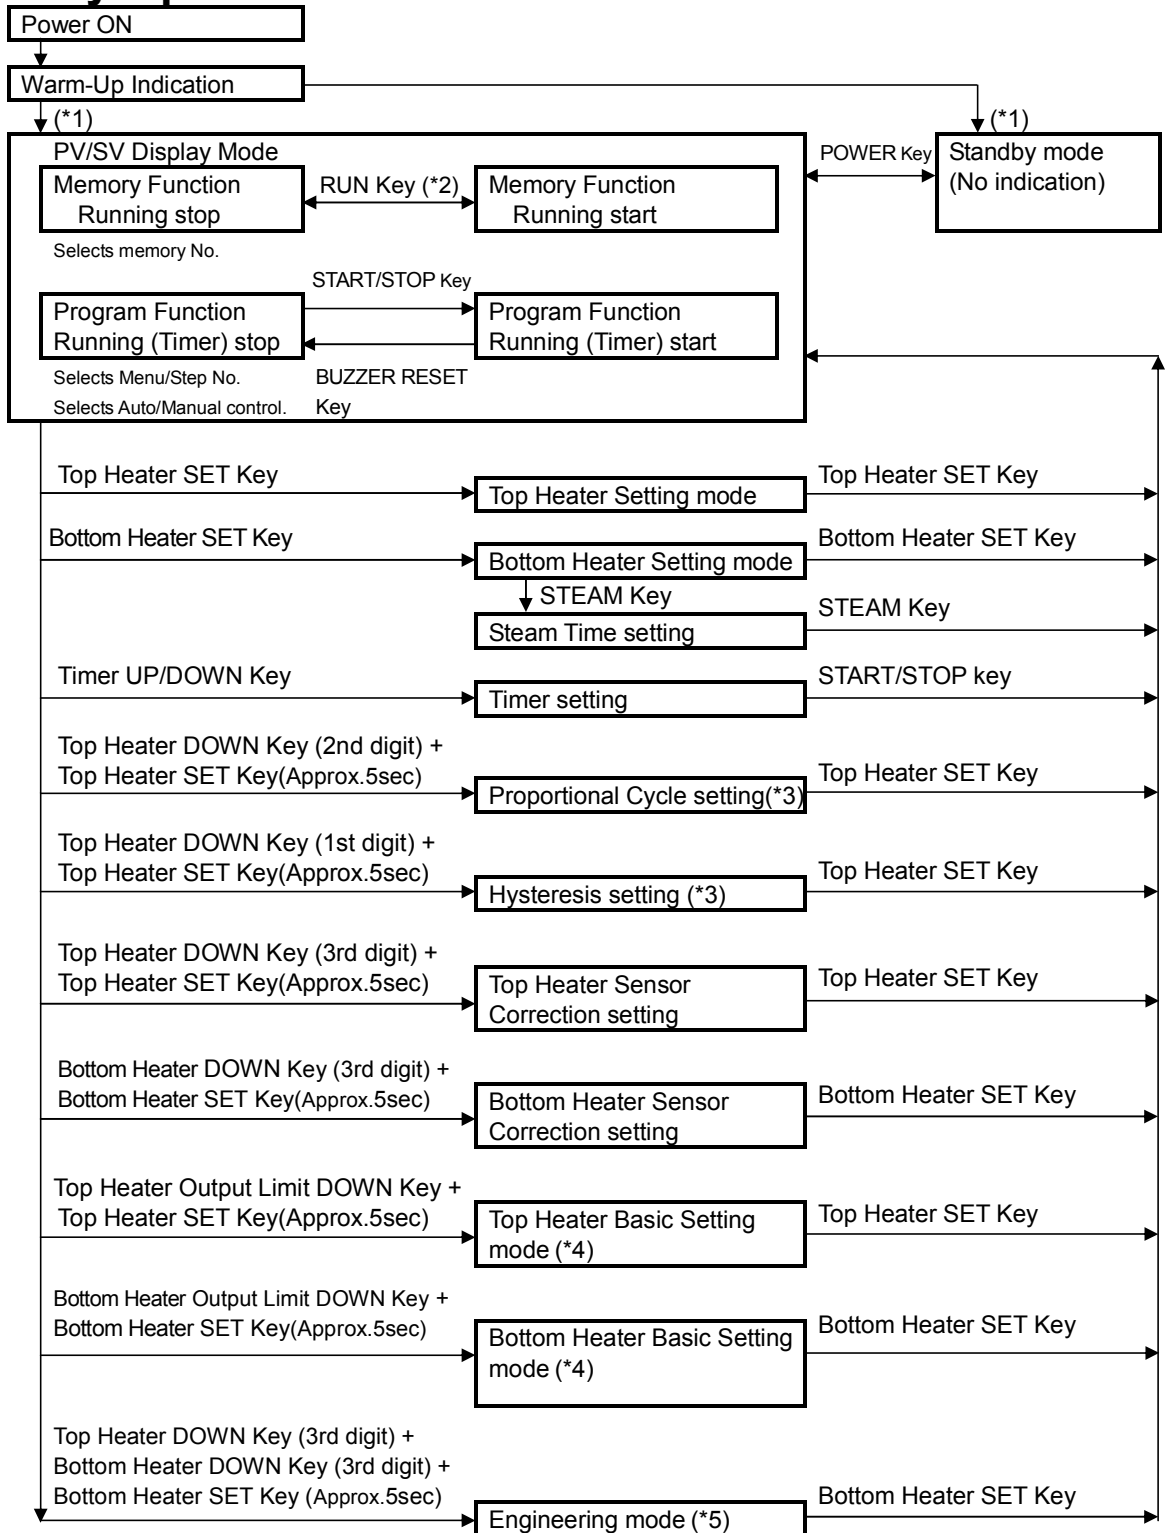 Power ON
Warm-Up Indication
(*1)
(*1)
PV/SV Display Mode
POWER Key
Standby mode
(No indication)
Memory Function
Running stop
RUN Key (*2)
Memory Function
Running start
Selects memory No.
START/STOP Key
Program Function
Running (Timer) stop
Program Function
Running (Timer) start
Selects Menu/Step No.
BUZZER RESET
Selects Auto/Manual control.
Key
Top Heater SET Key
Top Heater Setting mode
Top Heater SET Key
Bottom Heater SET Key
Bottom Heater Setting mode
Bottom Heater SET Key
STEAM Key
Steam Time setting
STEAM Key
Timer UP/DOWN Key
Timer setting
START/STOP key
Top Heater DOWN Key (2nd digit) +
Top Heater SET Key(Approx.5sec)
Proportional Cycle setting(*3)
Top Heater SET Key
Top Heater DOWN Key (1st digit) +
Top Heater SET Key(Approx.5sec)
Hysteresis setting (*3)
Top Heater SET Key
Top Heater DOWN Key (3rd digit) +
Top Heater SET Key(Approx.5sec)
Top Heater Sensor
Correction setting
Top Heater SET Key
Bottom Heater DOWN Key (3rd digit) +
Bottom Heater SET Key(Approx.5sec)
Bottom Heater Sensor
Correction setting
Bottom Heater SET Key
Top Heater Output Limit DOWN Key +
Top Heater SET Key(Approx.5sec)
Top Heater Basic Setting
mode (*4)
Top Heater SET Key
Bottom Heater Output Limit DOWN Key +
Bottom Heater SET Key(Approx.5sec)
Bottom Heater Basic Setting
mode (*4)
Bottom Heater SET Key
Top Heater DOWN Key (3rd digit) +
Bottom Heater DOWN Key (3rd digit) +
Bottom Heater SET Key (Approx.5sec)
Engineering mode (*5)
Bottom Heater SET Key